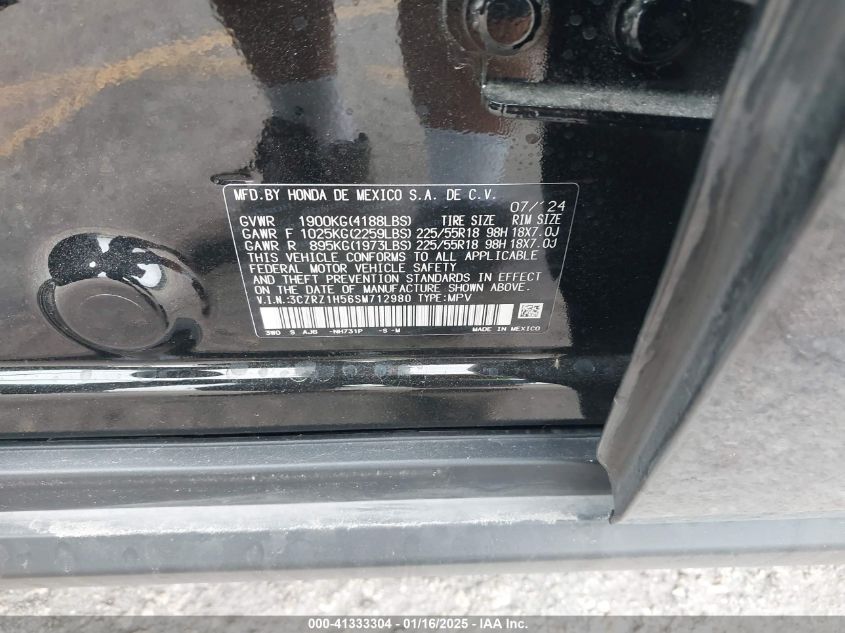 MFD.BY HONDA DE MEXICO S.A. DE C.V.
07/'24
GVWR 1900KG(4188LBS) TIRE SIZE RIM SIZE
GAWR F 1025KG(2259LBS) 225/55R18 98H 18X7.0J
GAWR R 895KG(1973LBS) 225/55R18 98H 18X7.0J
THIS VEHICLE CONFORMS TO ALL APPLICABLE
FEDERAL MOTOR VEHICLE SAFETY
AND THEFT PREVENTION STANDARDS IN EFFECT
ON THE DATE OF MANUFACTURE SHOWN ABOVE.
V.I.N.:3CZRZ1H56SM712980 TYPE:MPV
3W0 S AJ6 -NH731P -S -M MADE IN MEXICO
000-41333304 - 01/16/2025 - © IAA Inc.